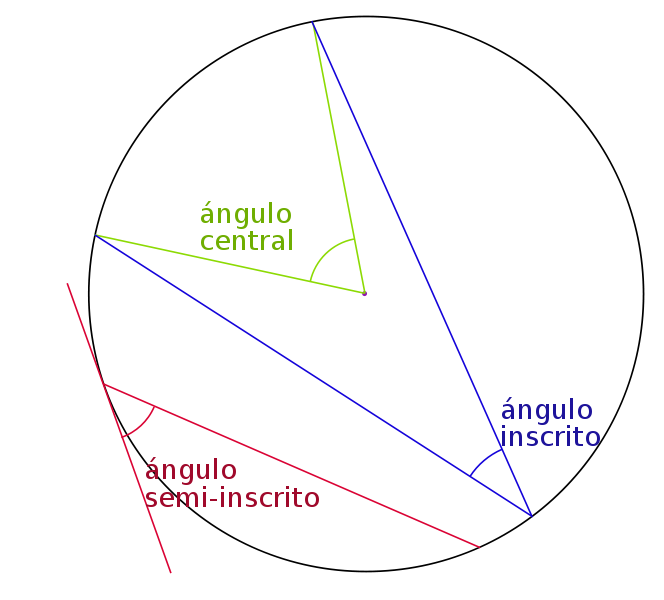 ángulo
central
ángulo
inscrito
ángulo
semi-inscrito